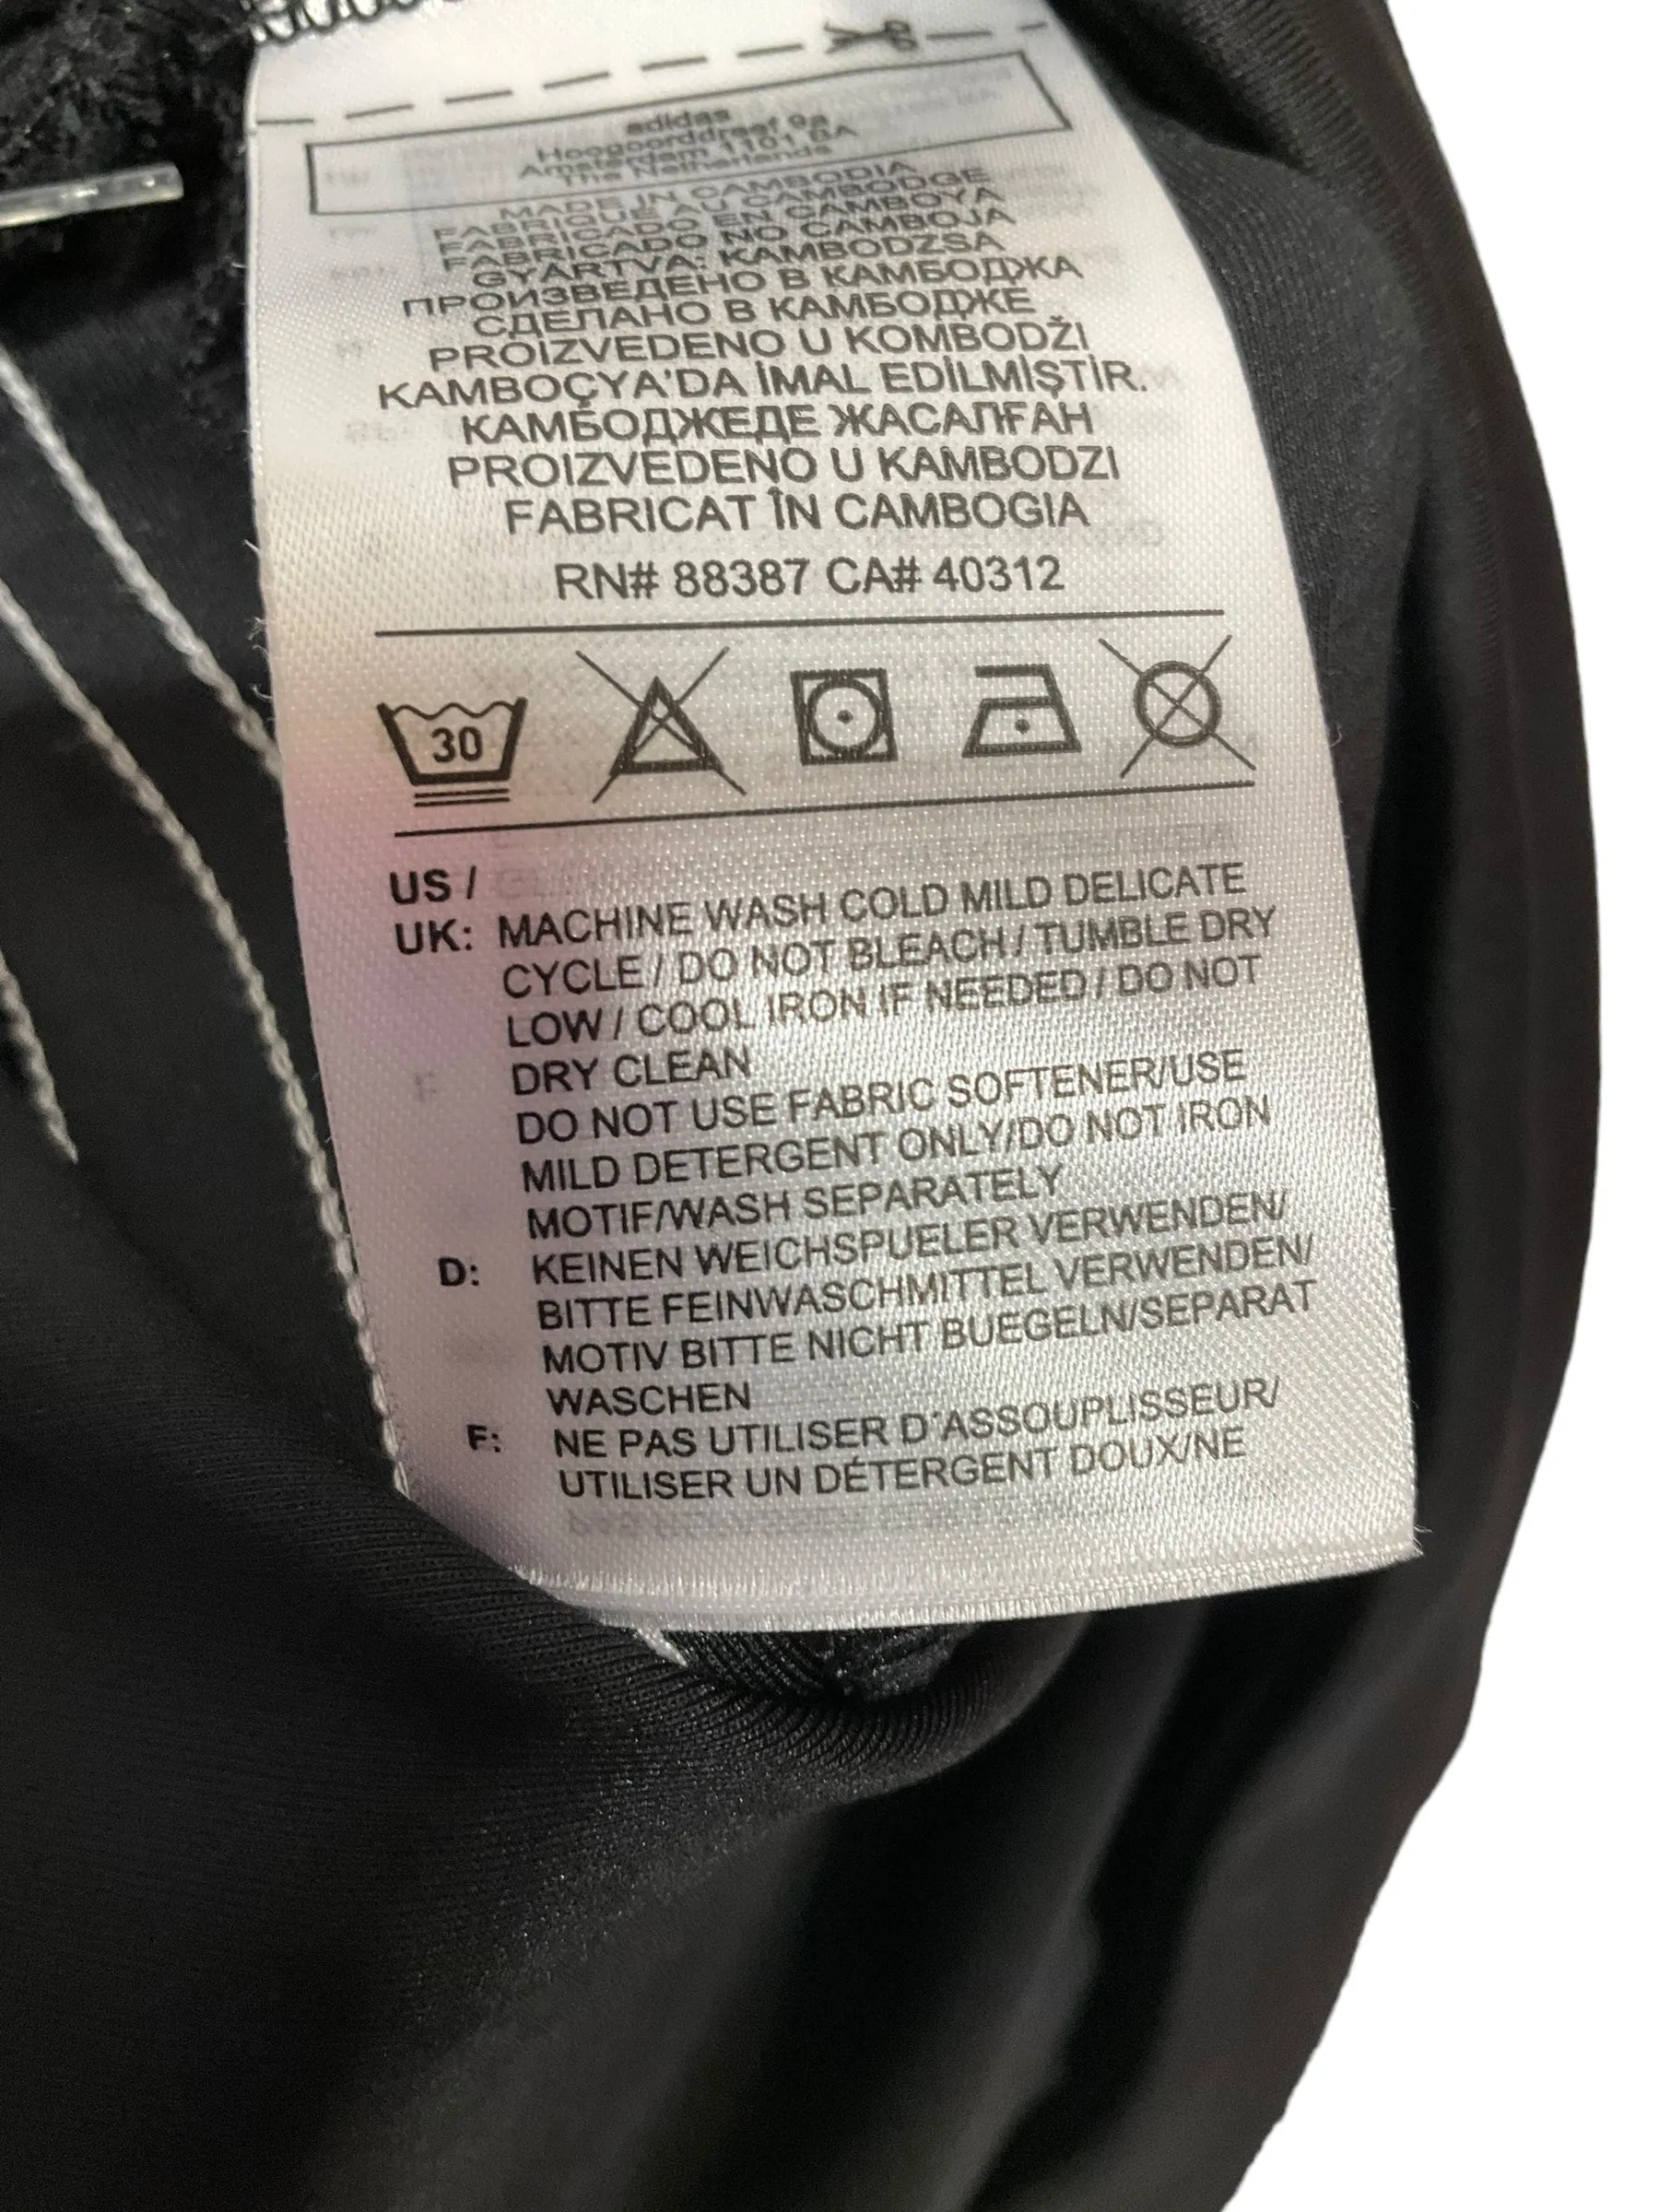 adidas
Hoogoorddreef 9a
Amsterdam 1101 BA
The Netherlands
MADE IN CAMBODIA
FABRIQUÉ AU CAMBODGE
FABRICADO EN CAMBOYA
FABRICADO NO CAMBOJA
GYÁRTVA: KAMBODZSA
ПРОИЗВЕДЕНО В КАМБОДЖА
СДЕЛАНО В КАМБОДЖЕ
PROIZVEDENO U KOMBODŽI
KAMBOÇYA'DA İMAL EDİLMİŞTİR.
КАМБОДЖЕДЕ ЖАСАЛҒАН
PROIZVEDENO U KAMBODZI
FABRICAT ÎN CAMBOGIA
RN# 88387 CA# 40312
30
US /
UK: MACHINE WASH COLD MILD DELICATE
CYCLE / DO NOT BLEACH / TUMBLE DRY
LOW / COOL IRON IF NEEDED / DO NOT
DRY CLEAN
DO NOT USE FABRIC SOFTENER/USE
MILD DETERGENT ONLY/DO NOT IRON
MOTIF/WASH SEPARATELY
D: KEINEN WEICHSPUELER VERWENDEN/
BITTE FEINWASCHMITTEL VERWENDEN/
MOTIV BITTE NICHT BUEGELN/SEPARAT
WASCHEN
F: NE PAS UTILISER D'ASSOUPLISSEUR/
UTILISER UN DÉTERGENT DOUX/NE